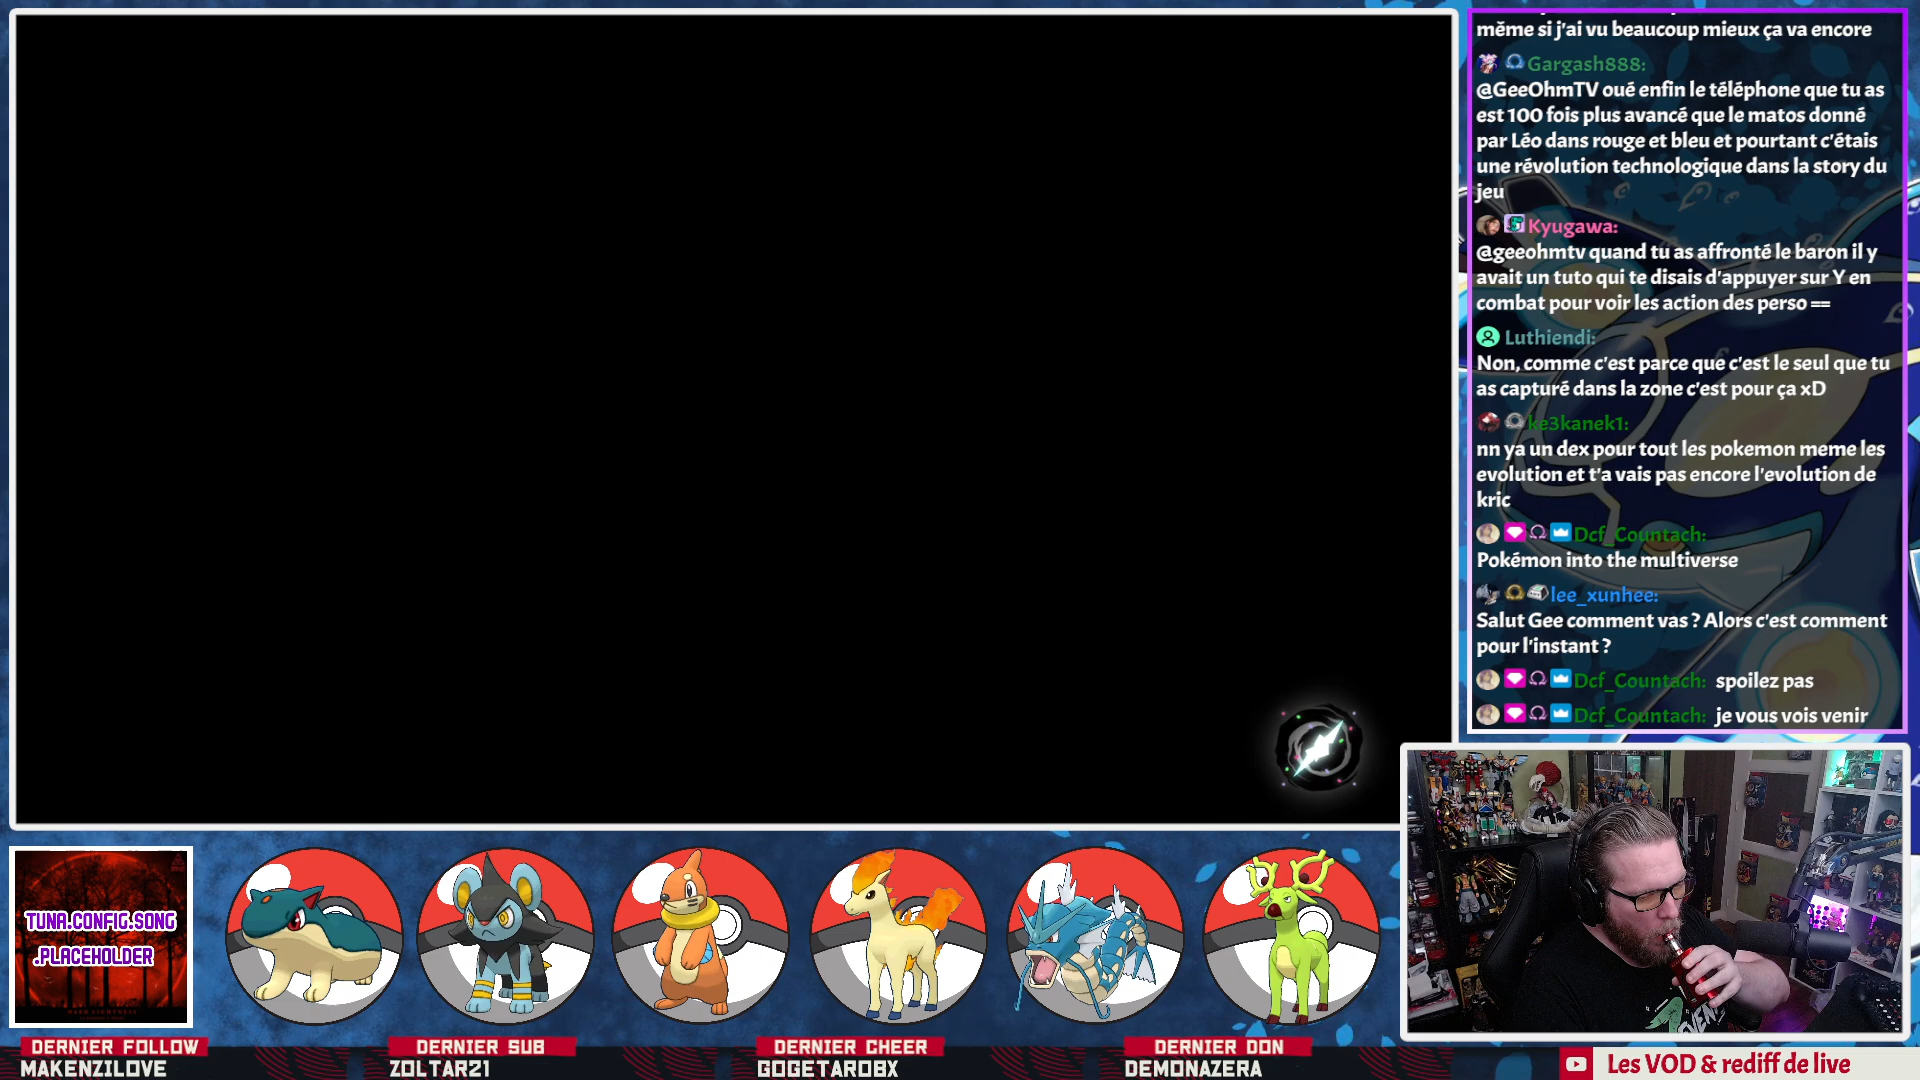 même si j'ai vu beaucoup mieux ça va encore
Gargash888:
@GeeOhmTV oué enfin le téléphone que tu as
est 100 fois plus avancé que le matos donné
par Léo dans rouge et bleu et pourtant c'étais
une révolution technologique dans la story du
jeu
Kyugawa:
@geeohmtv quand tu as affronté le baron il y
avait un tuto qui te disais d'appuyer sur Y en
combat pour voir les action des perso ==
Luthiendi:
Non, comme c'est parce que c'est le seul que tu
as capturé dans la zone c'est pour ça xD
ke3kanek1:
nn ya un dex pour tout les pokemon meme les
evolution et t'a vais pas encore l'evolution de
kric
Dcf_Countach:
Pokémon into the multiverse
lee_xunhee:
Salut Gee comment vas ? Alors c'est comment
pour l'instant ?
Dcf_Countach: spoilez pas
Dcf_Countach: je vous vois venir
TUNA.CONFIG.SONG
.PLACEHOLDER
DERNIER FOLLOW
MAKENZILOVE
DERNIER SUB
ZOLTAR21
DERNIER CHEER
GOGETAROBX
DERNIER DON
DEMONAZERA
Les VOD & rediff de live